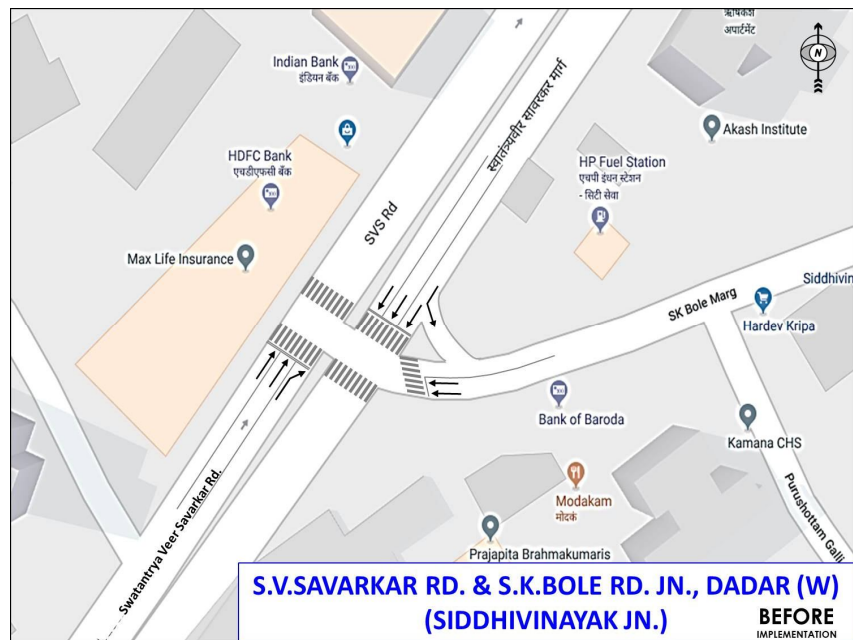 ऋषिकेश
अपार्टमेंट
N
Indian Bank
इंडियन बँक
स्वातंत्र्यवीर सावरकर मार्ग
Akash Institute
HDFC Bank
एचडीएफसी बँक
HP Fuel Station
एचपी इंधन स्टेशन
- सिटी सेवा
SVS Rd
Max Life Insurance
Siddhivin
SK Bole Marg
Hardev Kripa
Bank of Baroda
Kamana CHS
Swatantrya Veer Savarkar Rd.
Modakam
मोदकं
Purushottam Galli
Prajapita Brahmakumaris
S.V.SAVARKAR RD. & S.K.BOLE RD. JN., DADAR (W)
(SIDDHIVINAYAK JN.)
BEFORE
IMPLEMENTATION